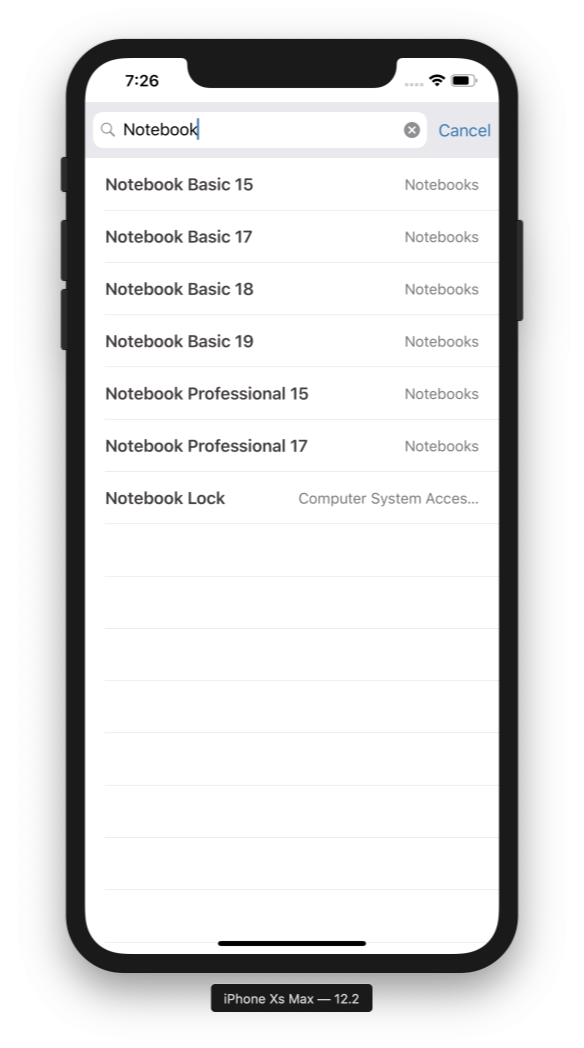 7:26
Notebook
Cancel
Notebook Basic 15 Notebooks
Notebook Basic 17 Notebooks
Notebook Basic 18 Notebooks
Notebook Basic 19 Notebooks
Notebook Professional 15 Notebooks
Notebook Professional 17 Notebooks
Notebook Lock Computer System Acces...
iPhone Xs Max — 12.2